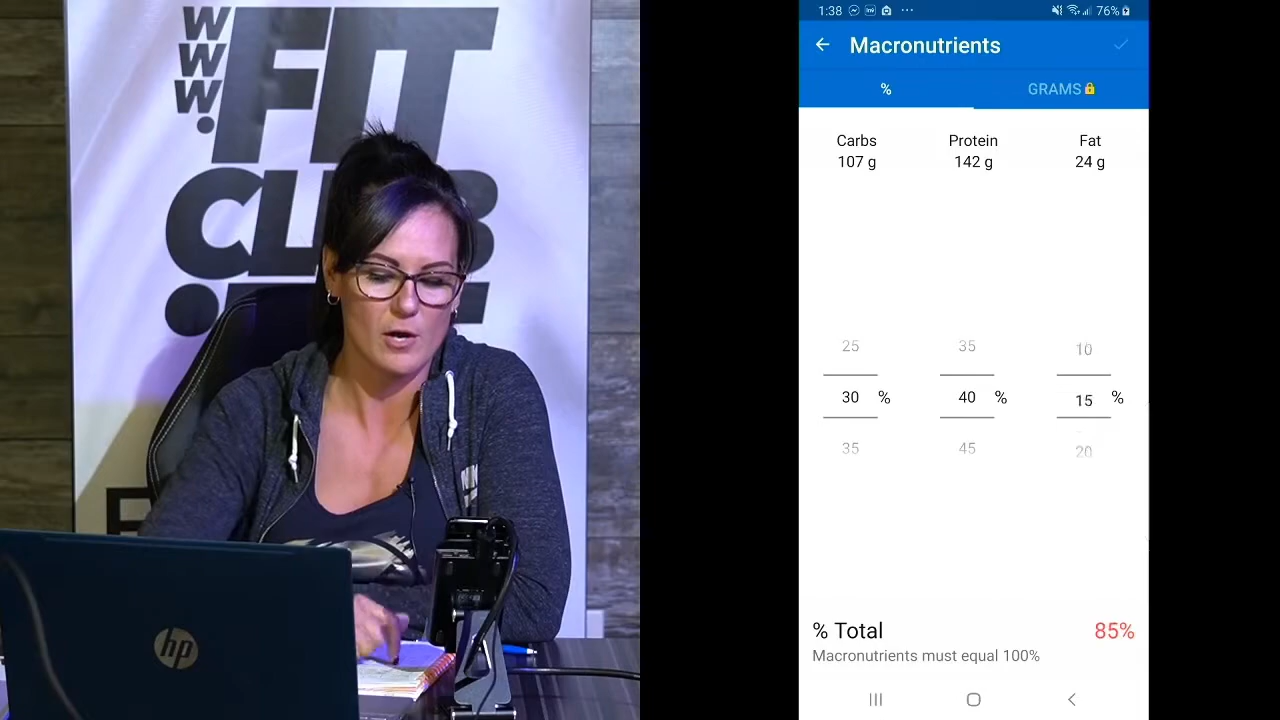 WWW.
FIT
CLUB
hp
1:38 76%
Macronutrients
% GRAMS
Carbs Protein Fat
107 g 142 g 24 g
25 35 10
30 % 40 % 15 %
35 45 20
% Total 85%
Macronutrients must equal 100%